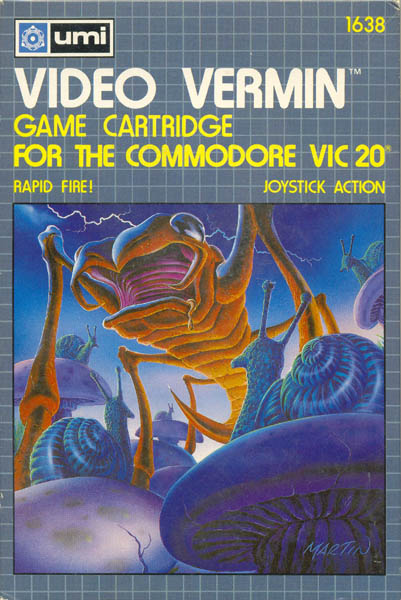 umi
1638
VIDEO VERMIN™
GAME CARTRIDGE
FOR THE COMMODORE VIC 20®
RAPID FIRE!
JOYSTICK ACTION
MARTIN